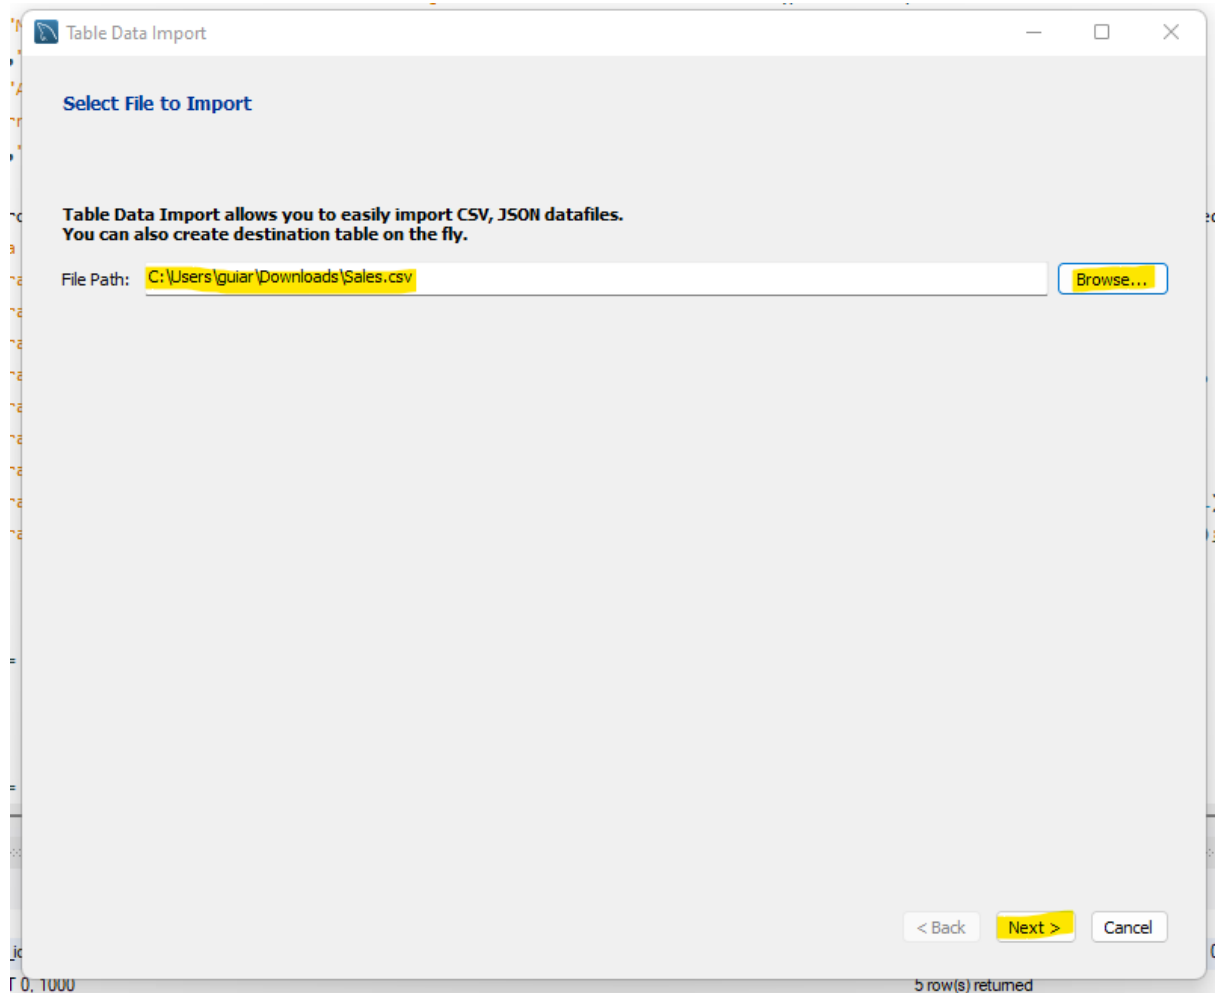 Table Data Import
Select File to Import
Table Data Import allows you to easily import CSV, JSON datafiles.
You can also create destination table on the fly.
File Path: C:\Users\guiar\Downloads\Sales.csv Browse...
< Back Next > Cancel
T 0, 1000 5 row(s) returned